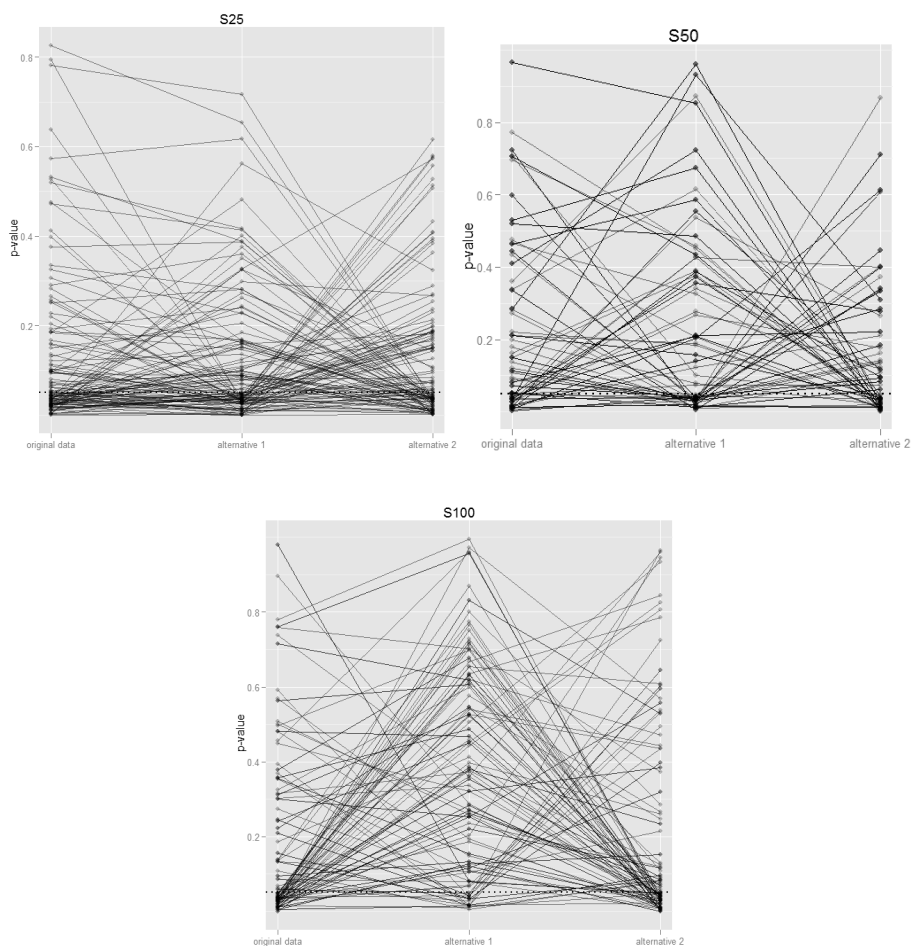 S25
0.8
0.6
0.4
0.2
p-value
original data
alternative 1
alternative 2
S50
0.8
0.6
0.4
0.2
p-value
original data
alternative 1
alternative 2
S100
0.8
0.6
0.4
0.2
p-value
original data
alternative 1
alternative 2